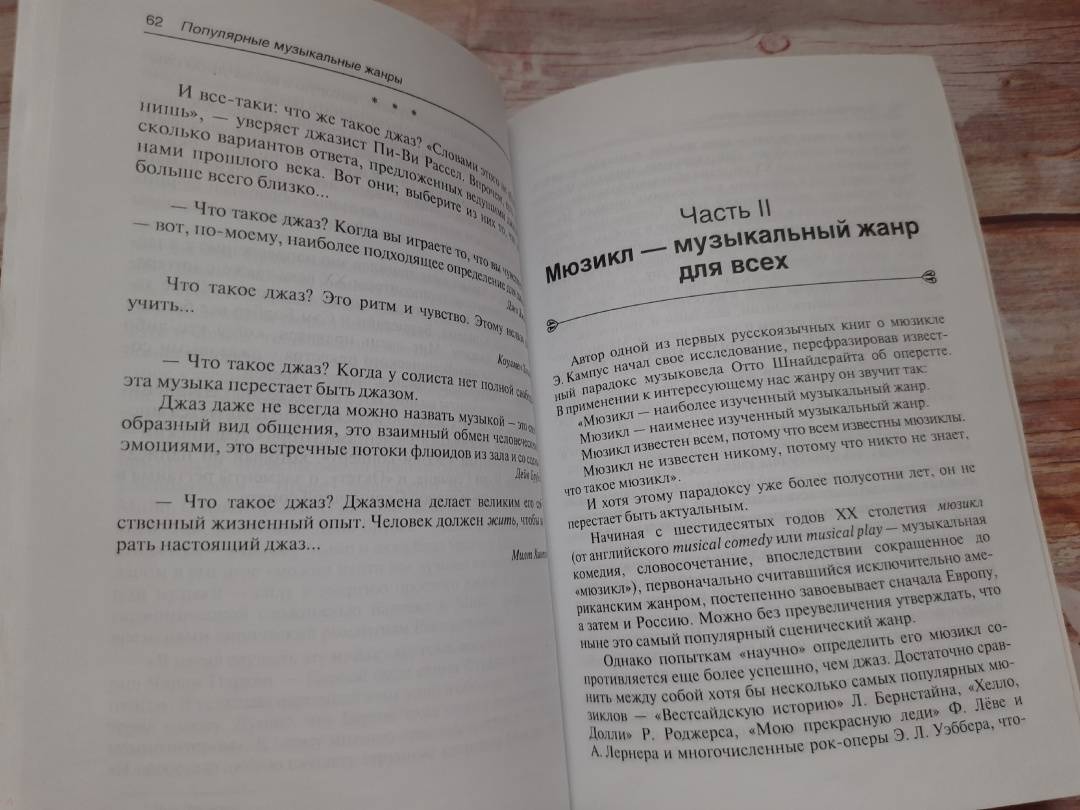 62 Популярные музыкальные жанры
* * *
И все-таки: что же такое джаз? «Словами этого не
нишь», — уверяет джазист Пи-Ви Рассел. Впрочем,
сколько вариантов ответа, предложенных ведущими
нами прошлого века. Вот они; выберите из них то, что
больше всего близко...
— Что такое джаз? Когда вы играете то, что вы
— вот, по-моему, наиболее подходящее определение для
Что такое джаз? Это ритм и чувство. Этому нельзя
учить...
— Что такое джаз? Когда у солиста нет полной
эта музыка перестает быть джазом.
Джаз даже не всегда можно назвать музыкой — это
образный вид общения, это взаимный обмен
эмоциями, это встречные потоки флюидов из зала и со
Дейв
— Что такое джаз? Джазмена делает великим его
ственный жизненный опыт. Человек должен жить, чтобы
рать настоящий джаз...
Милт
Часть II
Мюзикл — музыкальный жанр
для всех
Автор одной из первых русскоязычных книг о мюзикле
Э. Кампус начал свое исследование, перефразировав извест-
ный парадокс музыковеда Отто Шнайдерайта об оперетте.
В применении к интересующему нас жанру он звучит так:
«Мюзикл — наиболее изученный музыкальный жанр.
Мюзикл — наименее изученный музыкальный жанр.
Мюзикл известен всем, потому что всем известны мюзиклы.
Мюзикл не известен никому, потому что никто не знает,
что такое мюзикл».
И хотя этому парадоксу уже более полусотни лет, он не
перестает быть актуальным.
Начиная с шестидесятых годов XX столетия мюзикл
(от английского musical comedy или musical play — музыкальная
комедия, словосочетание, впоследствии сокращенное до
«мюзикл»), первоначально считавшийся исключительно аме-
риканским жанром, постепенно завоевывает сначала Европу,
а затем и Россию. Можно без преувеличения утверждать, что
ныне это самый популярный сценический жанр.
Однако попыткам «научно» определить его мюзикл со-
противляется еще более успешно, чем джаз. Достаточно срав-
нить между собой хотя бы несколько самых популярных мю-
зиклов — «Вестсайдскую историю» Л. Бернстайна, «Хелло,
Долли» Р. Роджерса, «Мою прекрасную леди» Ф. Лёве и
А. Лернера и многочисленные рок-оперы Э. Л. Уэббера, что-